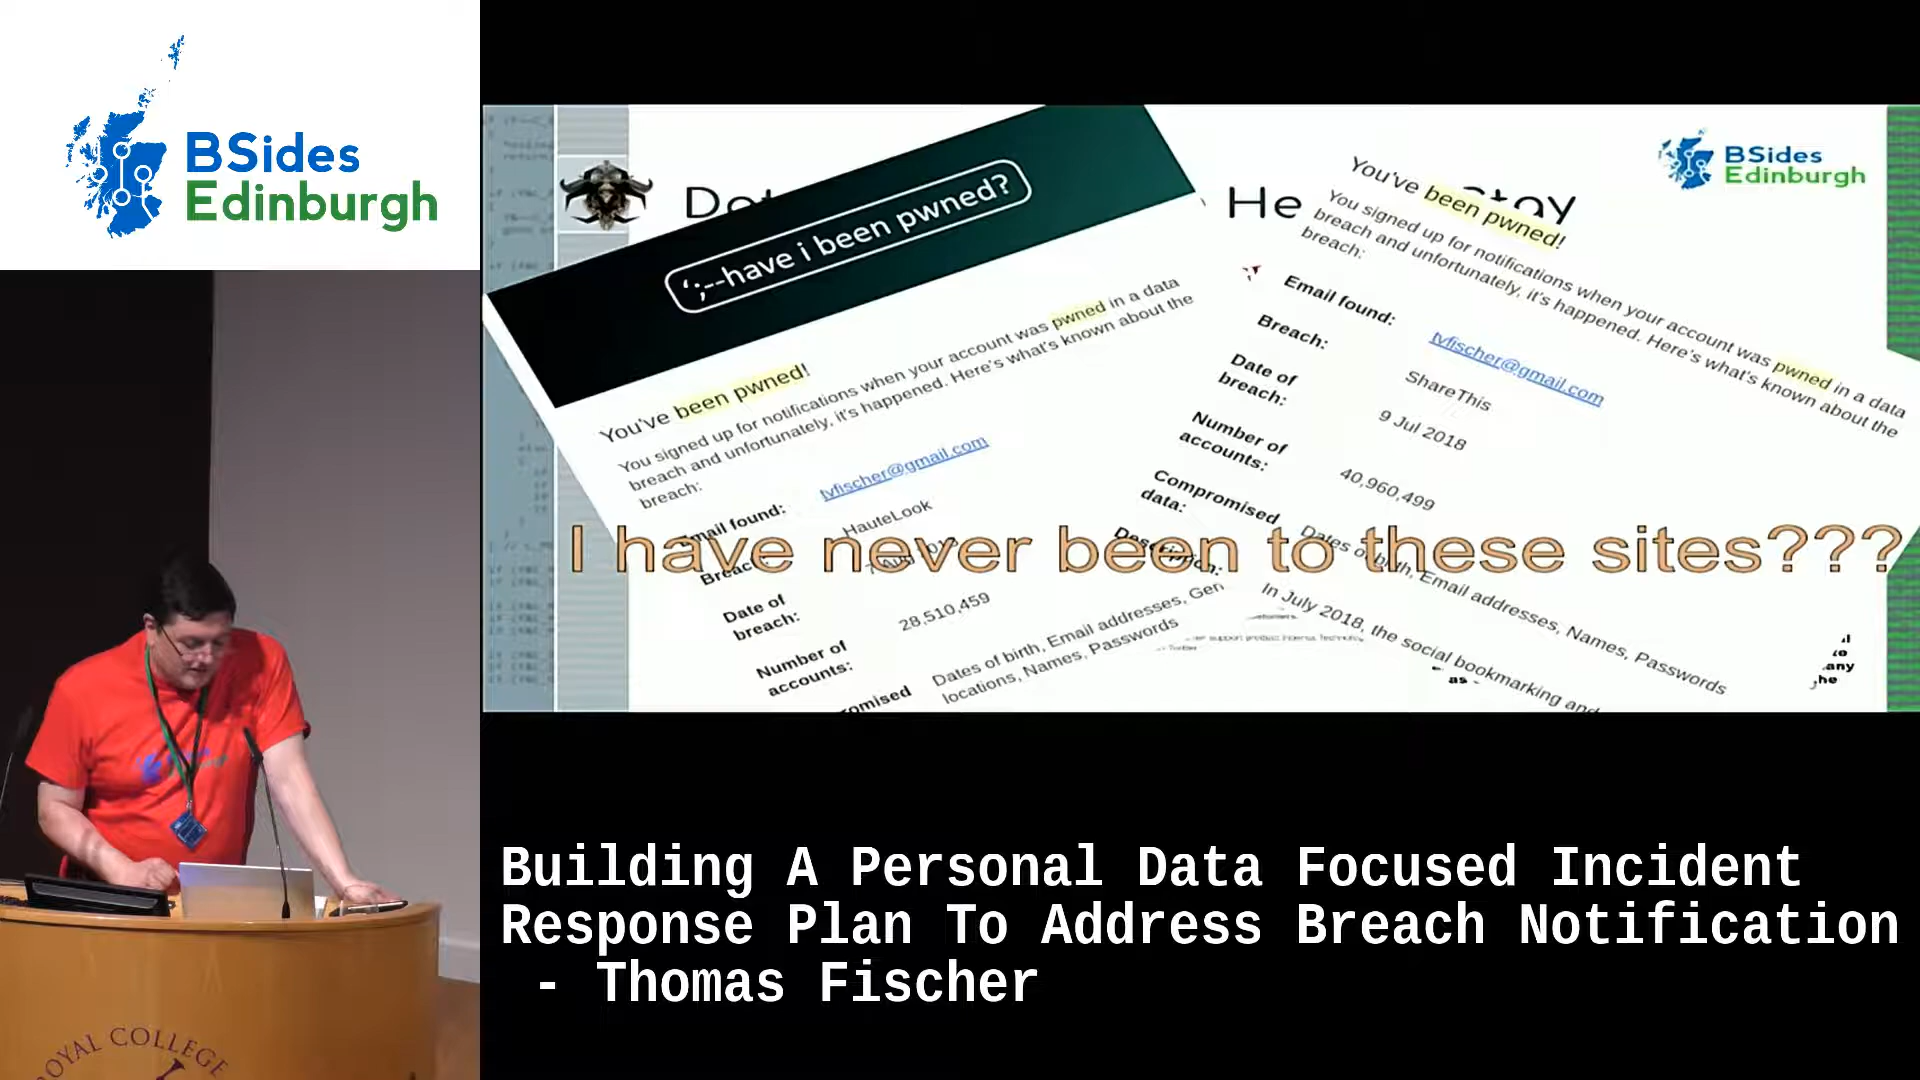 BSides
Edinburgh
BSides
Edinburgh
He
';--have i been pwned?
You've been pwned!
You signed up for notifications when your account was pwned in a data
breach and unfortunately, it's happened. Here's what's known about the
breach:
Email found:
tvfischer@gmail.com
Breach:
HauteLook
Date of
breach:
Number of
accounts:
28,510,459
Dates of birth, Email addresses, Gen
locations, Names, Passwords
You've been pwned!
You signed up for notifications when your account was pwned in a data
breach and unfortunately, it's happened. Here's what's known about the
breach:
Email found:
tvfischer@gmail.com
Breach:
ShareThis
Date of
breach:
9 Jul 2018
Number of
accounts:
40,960,499
Compromised
data:
Dates of birth, Email addresses, Names, Passwords
Description:
In July 2018, the social bookmarking and
I have never been to these sites???
Building A Personal Data Focused Incident
Response Plan To Address Breach Notification
- Thomas Fischer
ROYAL COLLEGE